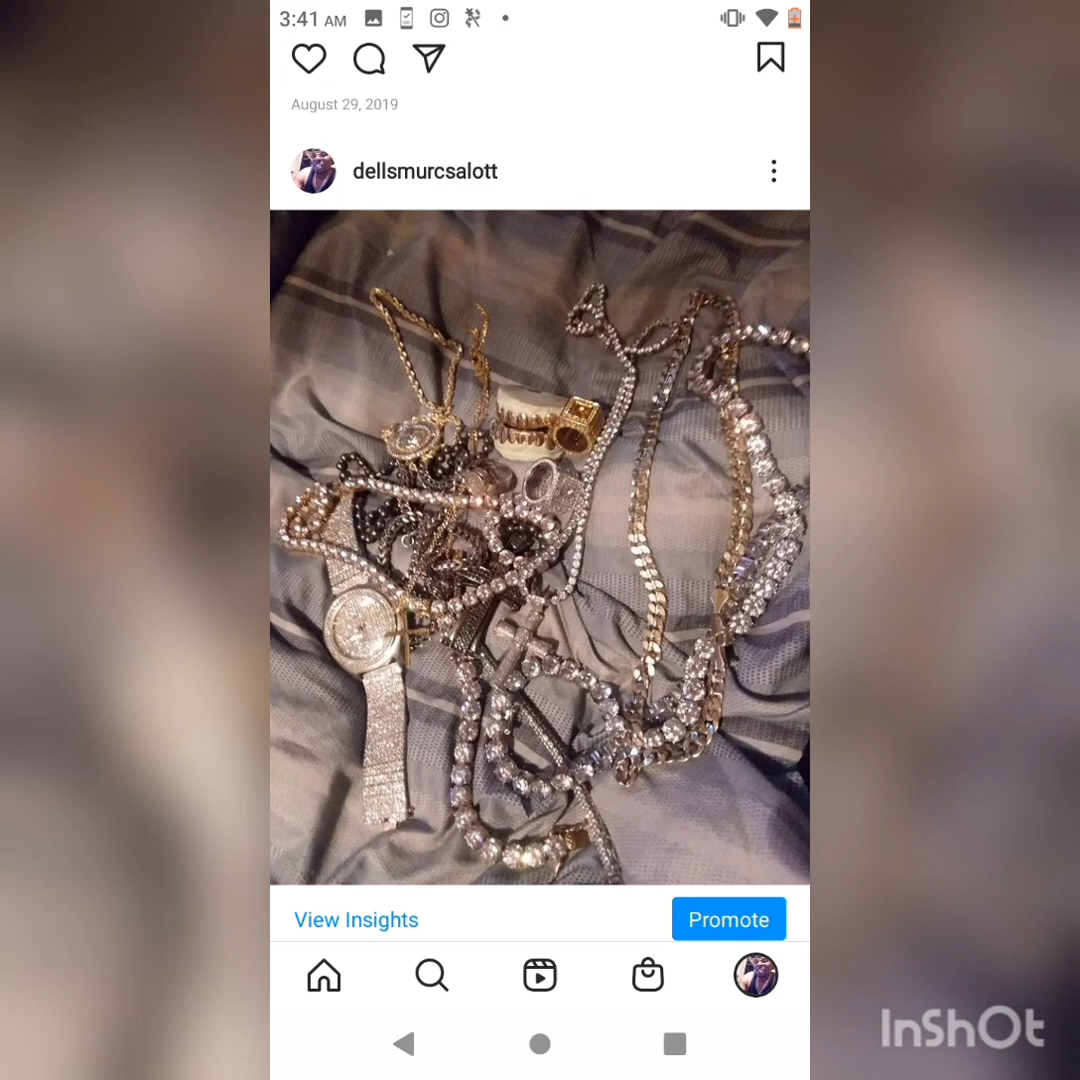 3:41 AM
August 29, 2019
dellsmurcsalott
View Insights
Promote
InShOt